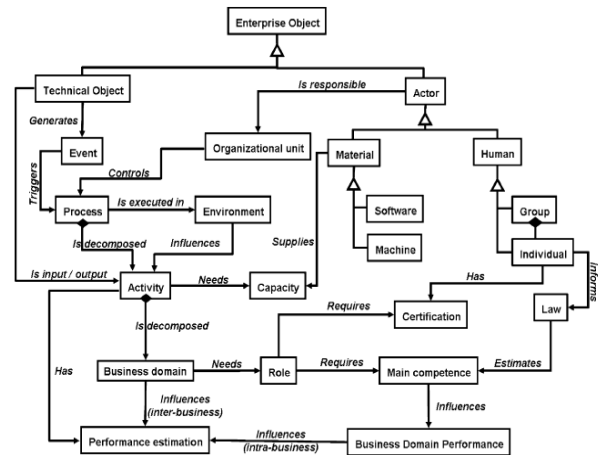 Enterprise Object
Technical Object
Is responsible
Actor
Generates
Event
Organizational unit
Material
Human
Triggers
Controls
Process
Is executed in
Environment
Software
Group
Is decomposed
Influences
Supplies
Machine
Individual
Is input / output
Activity
Needs
Capacity
Has
Informs
Requires
Certification
Law
Is decomposed
Has
Business domain
Needs
Role
Requires
Main competence
Estimates
Influences
(inter-business)
Influences
Performance estimation
Influences
(intra-business)
Business Domain Performance